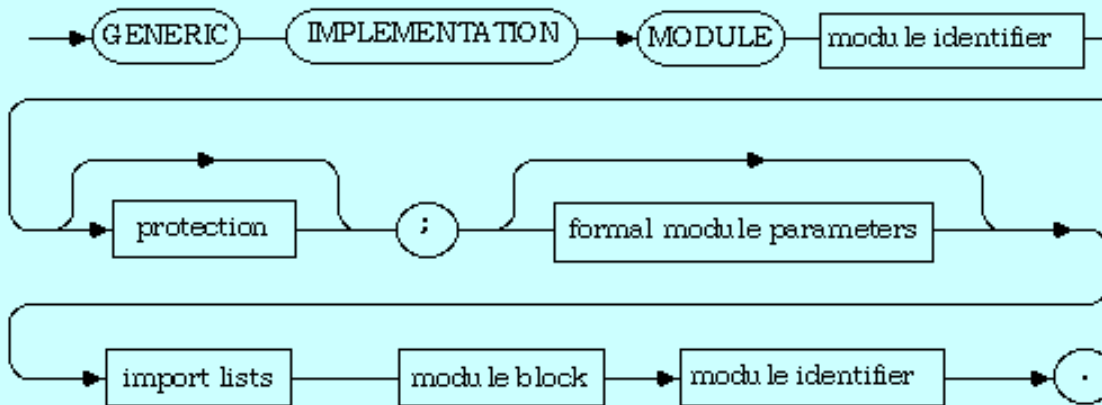 GENERIC IMPLEMENTATION MODULE module identifier
protection ; formal module parameters
import lists module block module identifier .